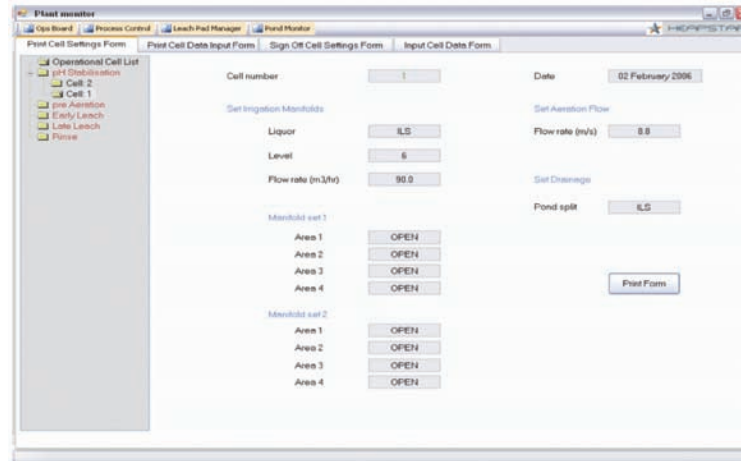 Plant monitor
Ops Board Process Control Leach Pad Manager Pond Monitor
HEAPSTAR
Print Cell Settings Form Print Cell Data Input Form Sign Off Cell Settings Form Input Cell Data Form
Operational Cell List
pH Stabilisation
Cell: 2
Cell: 1
pre Aeration
Early Leach
Late Leach
Rinse
Cell number 1 Date 02 February 2006
Set Irrigation Manifolds Set Aeration Flow
Liquor ILS Flow rate (m/s) 0.0
Level 6
Flow rate (m3/hr) 90.0 Set Drainage
Pond split ILS
Manifold set 1
Area 1 OPEN
Area 2 OPEN
Area 3 OPEN
Area 4 OPEN
Print Form
Manifold set 2
Area 1 OPEN
Area 2 OPEN
Area 3 OPEN
Area 4 OPEN